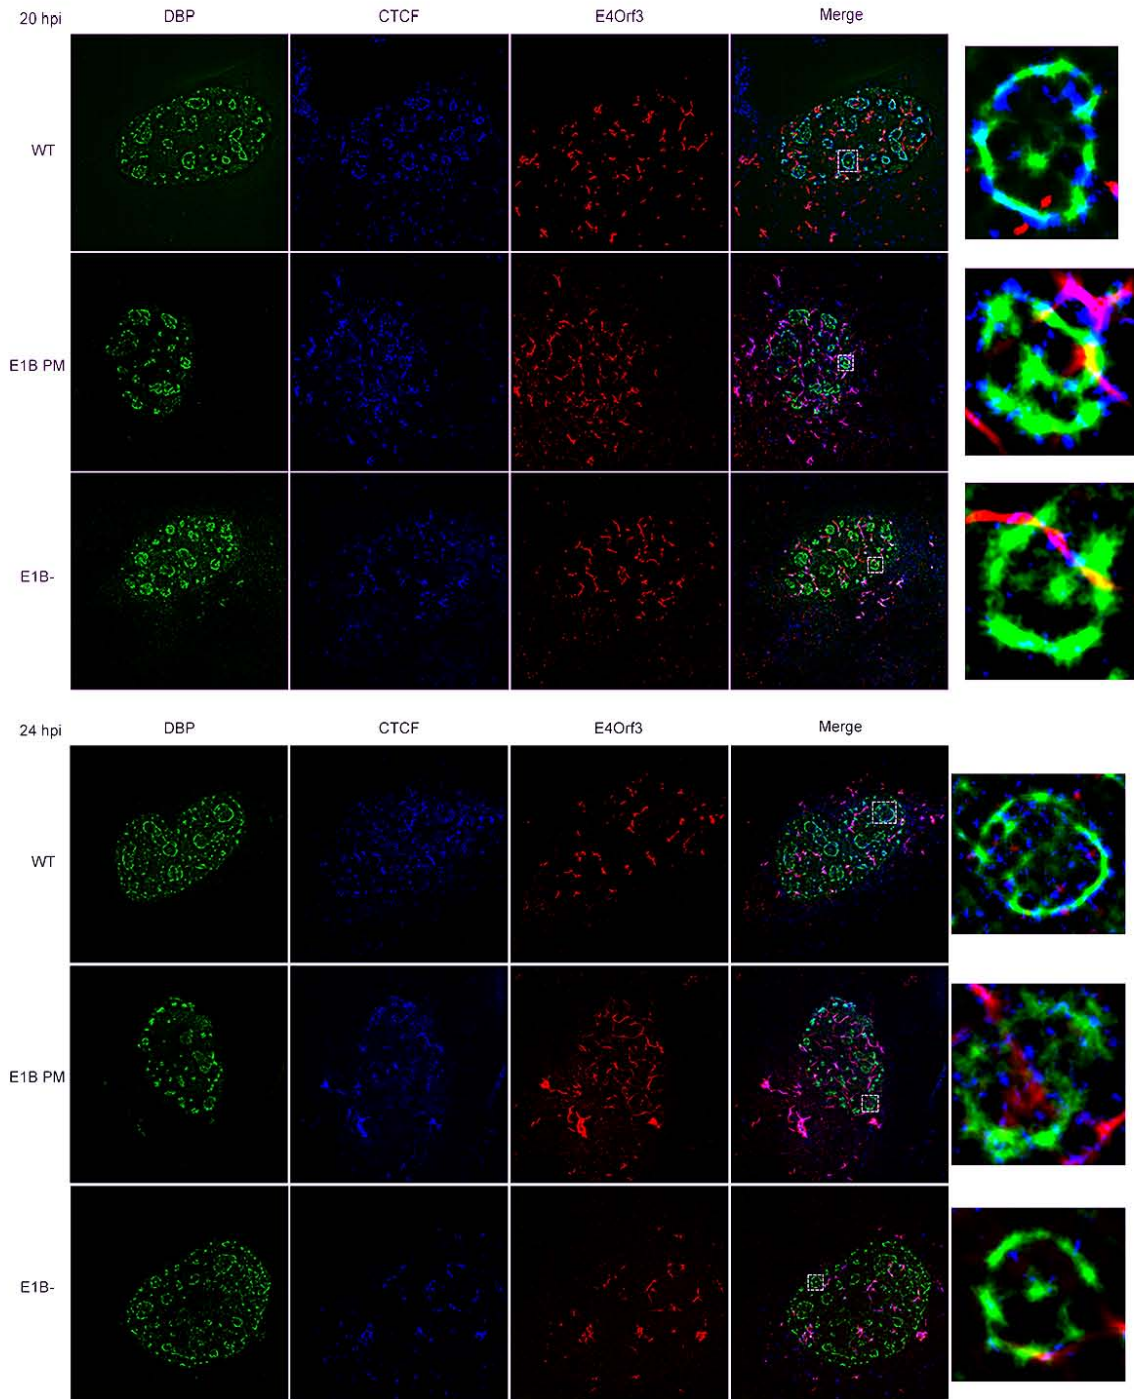 20 hpi DBP CTCF E4Orf3 Merge
WT
E1B PM
E1B-
24 hpi DBP CTCF E4Orf3 Merge
WT
E1B PM
E1B-